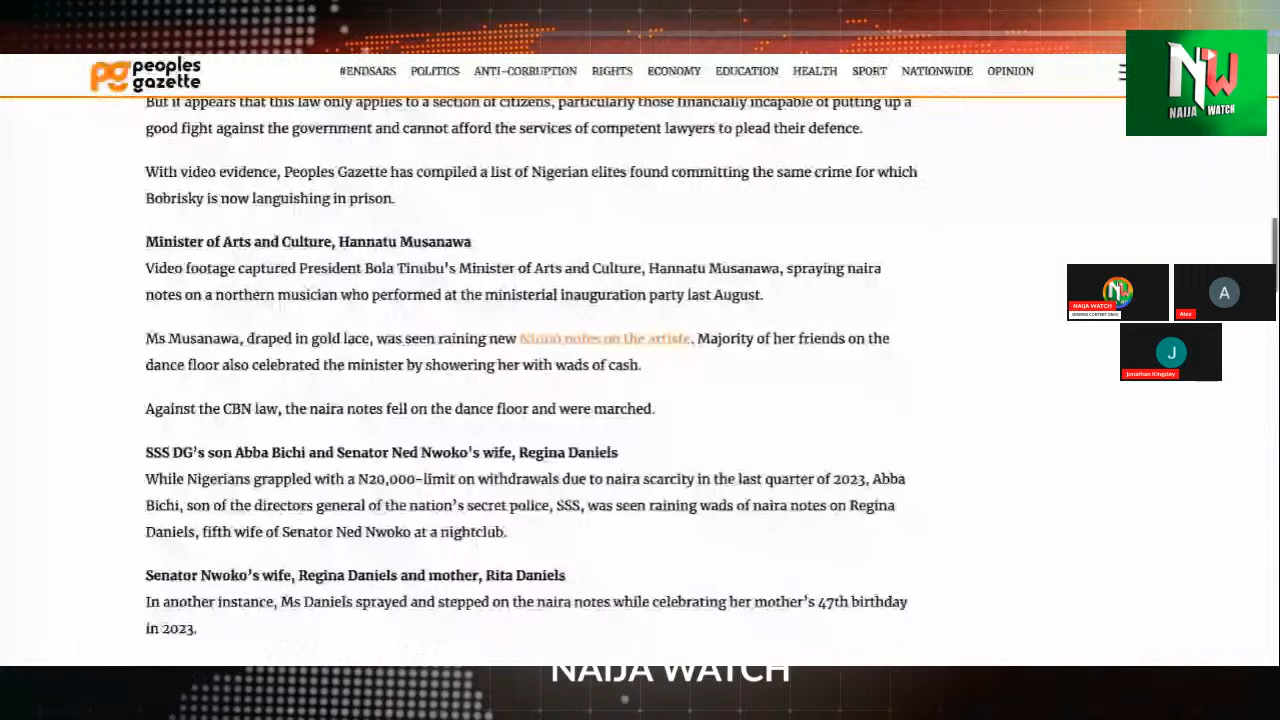 peoples
gazette
#ENDSARS POLITICS ANTI-CORRUPTION RIGHTS ECONOMY EDUCATION HEALTH SPORT NATIONWIDE OPINION
NW
NAIJA WATCH
But it appears that this law only applies to a section of citizens, particularly those financially incapable of putting up a
good fight against the government and cannot afford the services of competent lawyers to plead their defence.
With video evidence, Peoples Gazette has compiled a list of Nigerian elites found committing the same crime for which
Bobrisky is now languishing in prison.
Minister of Arts and Culture, Hannatu Musanawa
Video footage captured President Bola Tinubu's Minister of Arts and Culture, Hannatu Musanawa, spraying naira
notes on a northern musician who performed at the ministerial inauguration party last August.
Ms Musanawa, draped in gold lace, was seen raining new notes on the artiste. Majority of her friends on the
dance floor also celebrated the minister by showering her with wads of cash.
Against the CBN law, the naira notes fell on the dance floor and were marched.
SSS DG's son Abba Bichi and Senator Ned Nwoko's wife, Regina Daniels
While Nigerians grappled with a N20,000-limit on withdrawals due to naira scarcity in the last quarter of 2023, Abba
Bichi, son of the directors general of the nation's secret police, SSS, was seen raining wads of naira notes on Regina
Daniels, fifth wife of Senator Ned Nwoko at a nightclub.
Senator Nwoko's wife, Regina Daniels and mother, Rita Daniels
In another instance, Ms Daniels sprayed and stepped on the naira notes while celebrating her mother's 47th birthday
in 2023.
NAIJA WATCH
A
Alex
J
Jonathan Kingsley
NAIJA WATCH